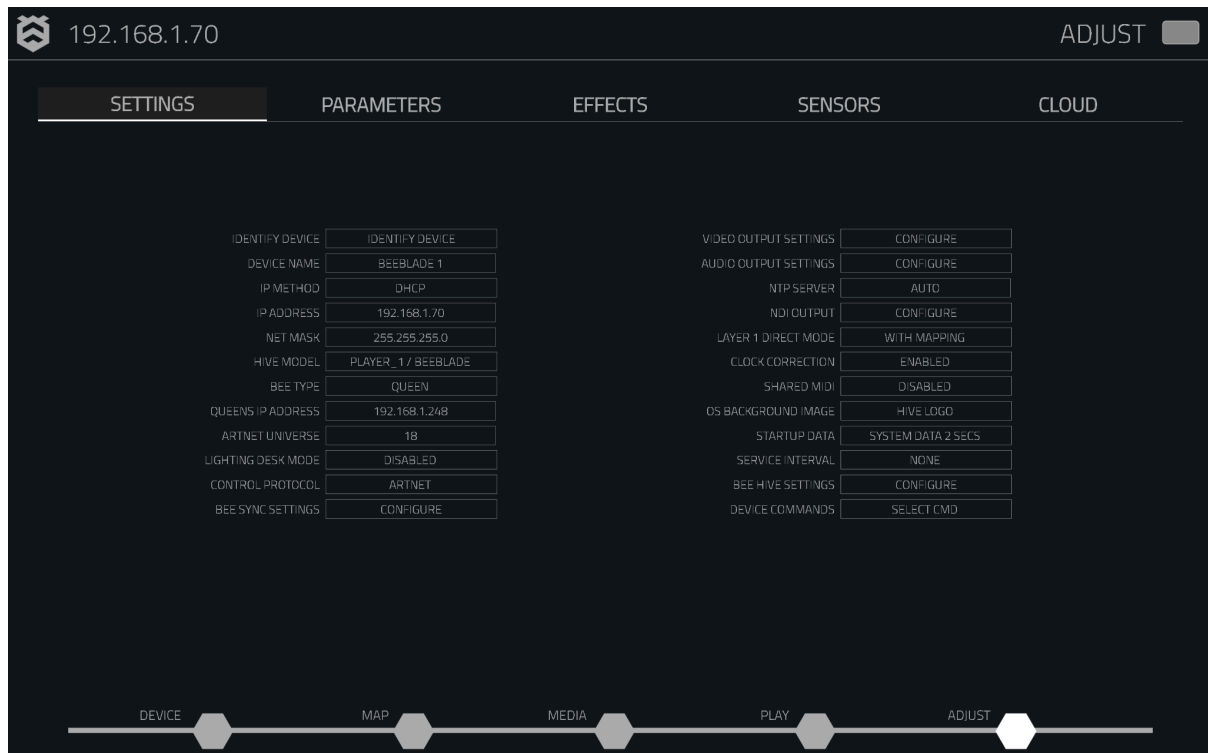 192.168.1.70
ADJUST
SETTINGS
PARAMETERS
EFFECTS
SENSORS
CLOUD
IDENTIFY DEVICE IDENTIFY DEVICE
DEVICE NAME BEEBLADE 1
IP METHOD DHCP
IP ADDRESS 192.168.1.70
NET MASK 255.255.255.0
HIVE MODEL PLAYER_1 / BEEBLADE
BEE TYPE QUEEN
QUEENS IP ADDRESS 192.168.1.248
ARTNET UNIVERSE 18
LIGHTING DESK MODE DISABLED
CONTROL PROTOCOL ARTNET
BEE SYNC SETTINGS CONFIGURE
VIDEO OUTPUT SETTINGS CONFIGURE
AUDIO OUTPUT SETTINGS CONFIGURE
NTP SERVER AUTO
NDI OUTPUT CONFIGURE
LAYER 1 DIRECT MODE WITH MAPPING
CLOCK CORRECTION ENABLED
SHARED MIDI DISABLED
OS BACKGROUND IMAGE HIVE LOGO
STARTUP DATA SYSTEM DATA 2 SECS
SERVICE INTERVAL NONE
BEE HIVE SETTINGS CONFIGURE
DEVICE COMMANDS SELECT CMD
DEVICE
MAP
MEDIA
PLAY
ADJUST